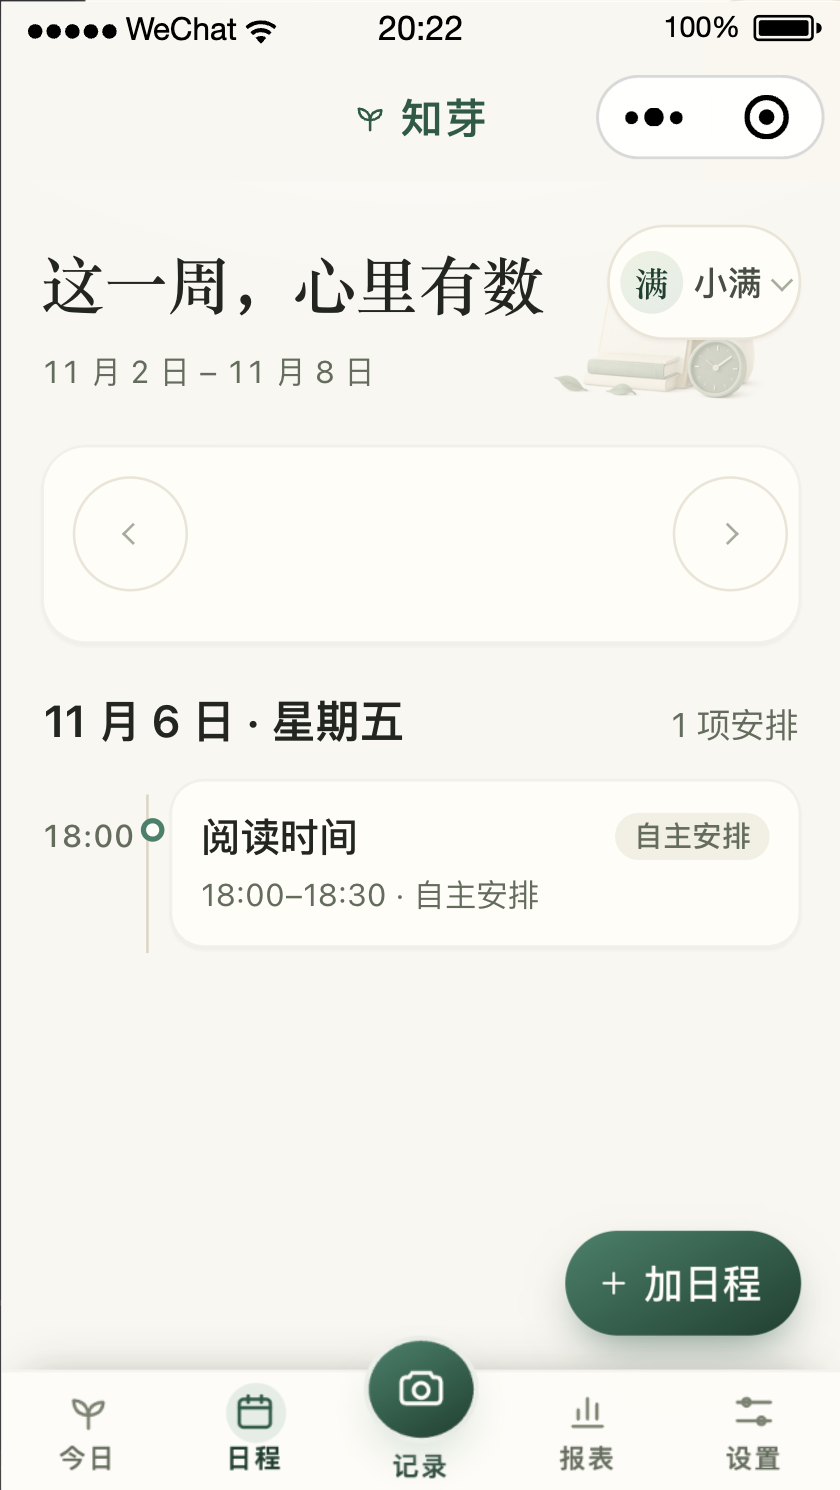 ●●●●● WeChat 20:22 100%
知芽
这一周，心里有数
满 小满
11 月 2 日 – 11 月 8 日
11 月 6 日 · 星期五 1 项安排
18:00 阅读时间 自主安排
18:00–18:30 · 自主安排
+ 加日程
今日 日程 记录 报表 设置